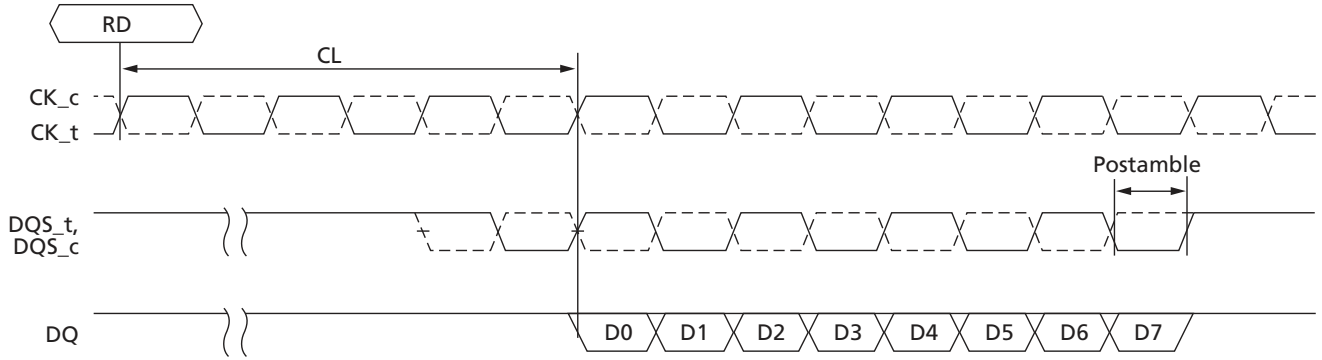 RD
CL
CK_c
CK_t
Postamble
DQS_t,
DQS_c
DQ
D0 D1 D2 D3 D4 D5 D6 D7